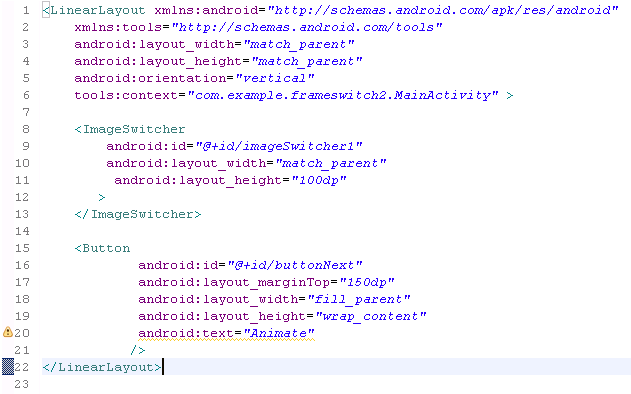 1 <LinearLayout xmlns:android="http://schemas.android.com/apk/res/android"
2     xmlns:tools="http://schemas.android.com/tools"
3     android:layout_width="match_parent"
4     android:layout_height="match_parent"
5     android:orientation="vertical"
6     tools:context="com.example.frameswitch2.MainActivity" >
7
8     <ImageSwitcher
9         android:id="@+id/imageSwitcher1"
10         android:layout_width="match_parent"
11          android:layout_height="100dp"
12        >
13     </ImageSwitcher>
14
15     <Button
16             android:id="@+id/buttonNext"
17             android:layout_marginTop="150dp"
18             android:layout_width="fill_parent"
19             android:layout_height="wrap_content"
20             android:text="Animate"
21            />
22 </LinearLayout>
23